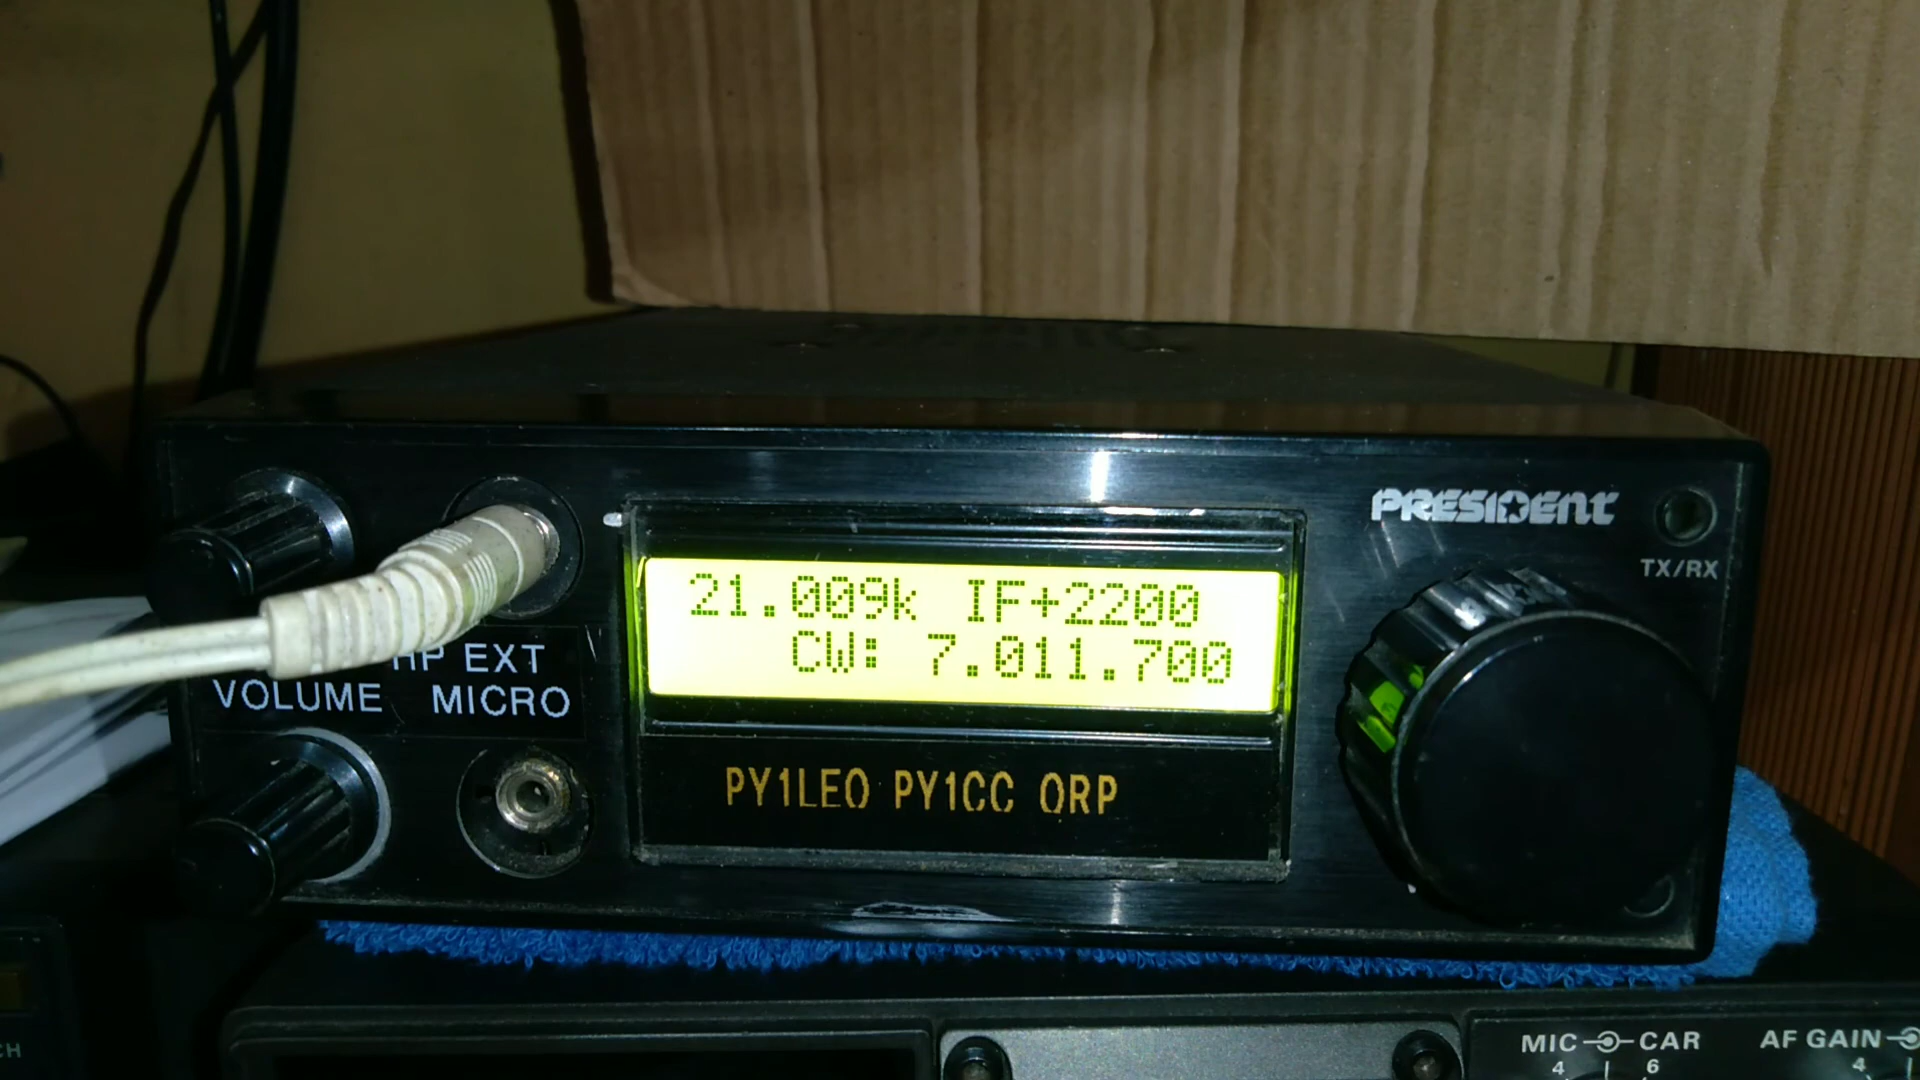 PRESIDENT
TX/RX
21.009k IF+2200
CW: 7.011.700
HP EXT
VOLUME MICRO
PY1LEO PY1CC QRP
MIC CAR AF GAIN
4 6 4
CH